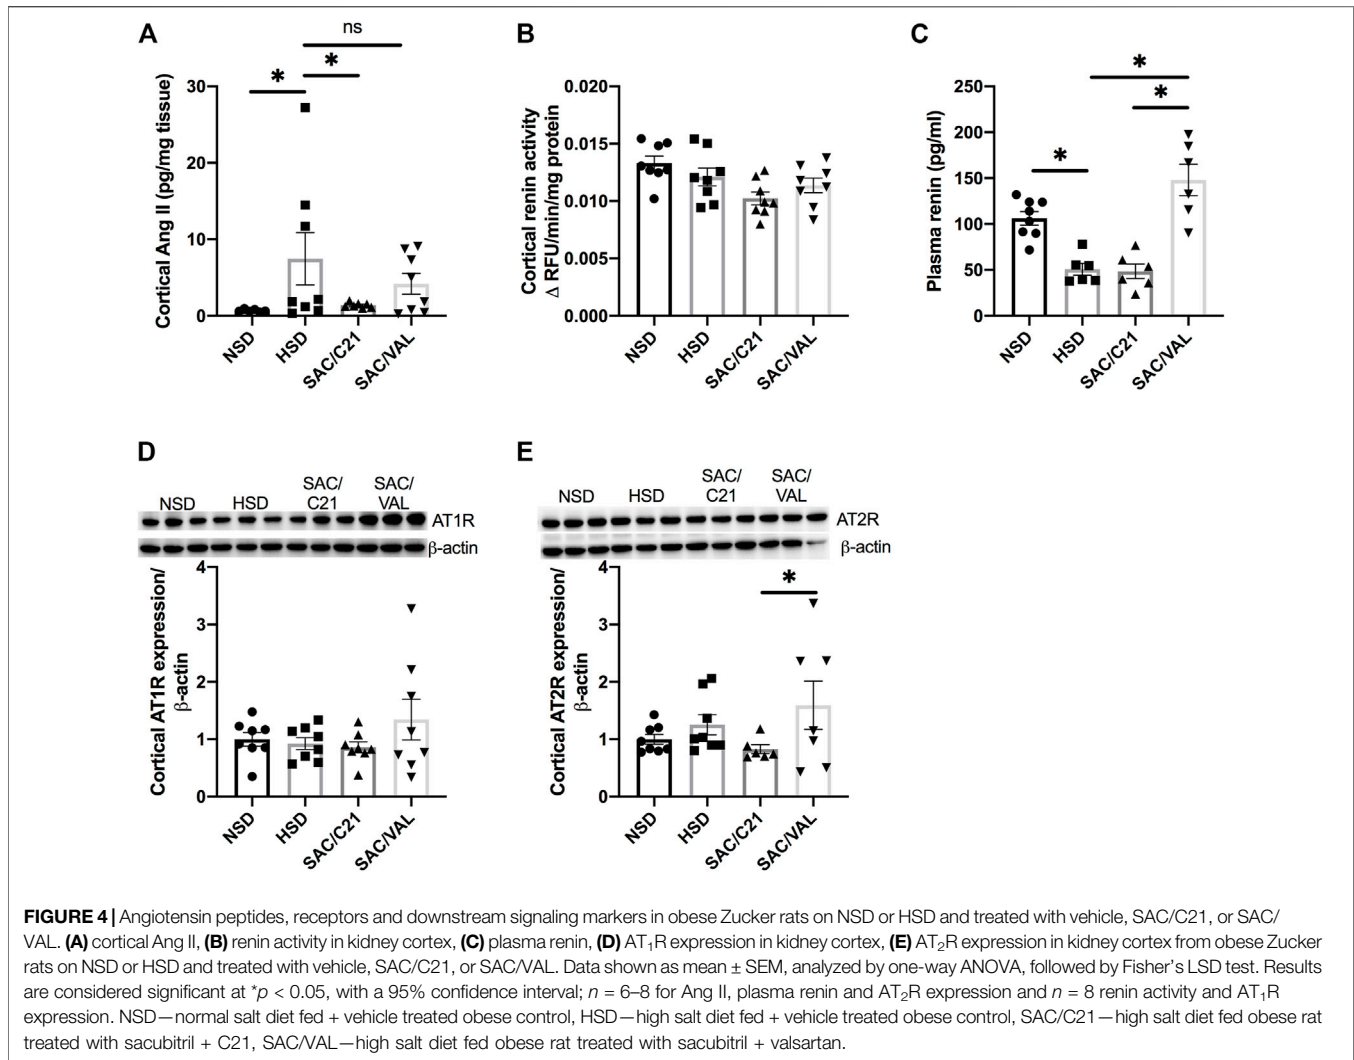 A
ns
*
*
Cortical Ang II (pg/mg tissue)
30
20
10
0
NSD
HSD
SAC/C21
SAC/VAL
B
Cortical renin activity
Δ RFU/min/mg protein
0.020
0.015
0.010
0.005
0.000
NSD
HSD
SAC/C21
SAC/VAL
C
*
*
*
Plasma renin (pg/ml)
250
200
150
100
50
0
NSD
HSD
SAC/C21
SAC/VAL
D
NSD
HSD
SAC/
C21
SAC/
VAL
AT1R
β-actin
Cortical AT1R expression/
β-actin
4
3
2
1
0
NSD
HSD
SAC/C21
SAC/VAL
E
NSD
HSD
SAC/
C21
SAC/
VAL
AT2R
β-actin
*
Cortical AT2R expression/
β-actin
4
3
2
1
0
NSD
HSD
SAC/C21
SAC/VAL
FIGURE 4 | Angiotensin peptides, receptors and downstream signaling markers in obese Zucker rats on NSD or HSD and treated with vehicle, SAC/C21, or SAC/
VAL. (A) cortical Ang II, (B) renin activity in kidney cortex, (C) plasma renin, (D) AT₁R expression in kidney cortex, (E) AT₂R expression in kidney cortex from obese Zucker
rats on NSD or HSD and treated with vehicle, SAC/C21, or SAC/VAL. Data shown as mean ± SEM, analyzed by one-way ANOVA, followed by Fisher's LSD test. Results
are considered significant at *p < 0.05, with a 95% confidence interval; n = 6–8 for Ang II, plasma renin and AT₂R expression and n = 8 renin activity and AT₁R
expression. NSD—normal salt diet fed + vehicle treated obese control, HSD—high salt diet fed + vehicle treated obese control, SAC/C21—high salt diet fed obese rat
treated with sacubitril + C21, SAC/VAL—high salt diet fed obese rat treated with sacubitril + valsartan.